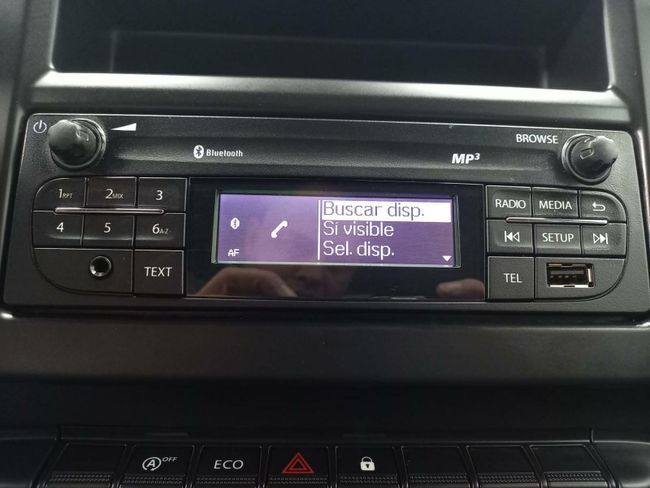 BROWSE
Bluetooth
MP3
1RPT 2MIX 3
4 5 6A-Z
TEXT
Buscar disp.
Si visible
Sel. disp.
AF
RADIO MEDIA
SETUP
TEL
A OFF
ECO